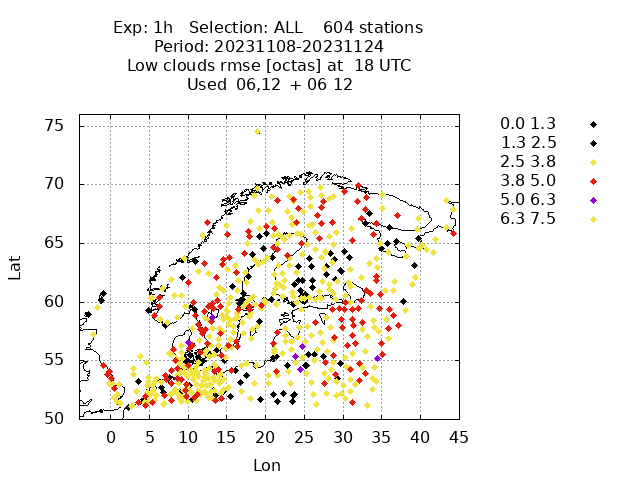 Exp: 1h   Selection: ALL    604 stations
Period: 20231108-20231124
Low clouds rmse [octas] at  18 UTC
Used  06,12  + 06 12
75
70
65
60
55
50
Lat
0 5 10 15 20 25 30 35 40 45
Lon
0.0 1.3
1.3 2.5
2.5 3.8
3.8 5.0
5.0 6.3
6.3 7.5